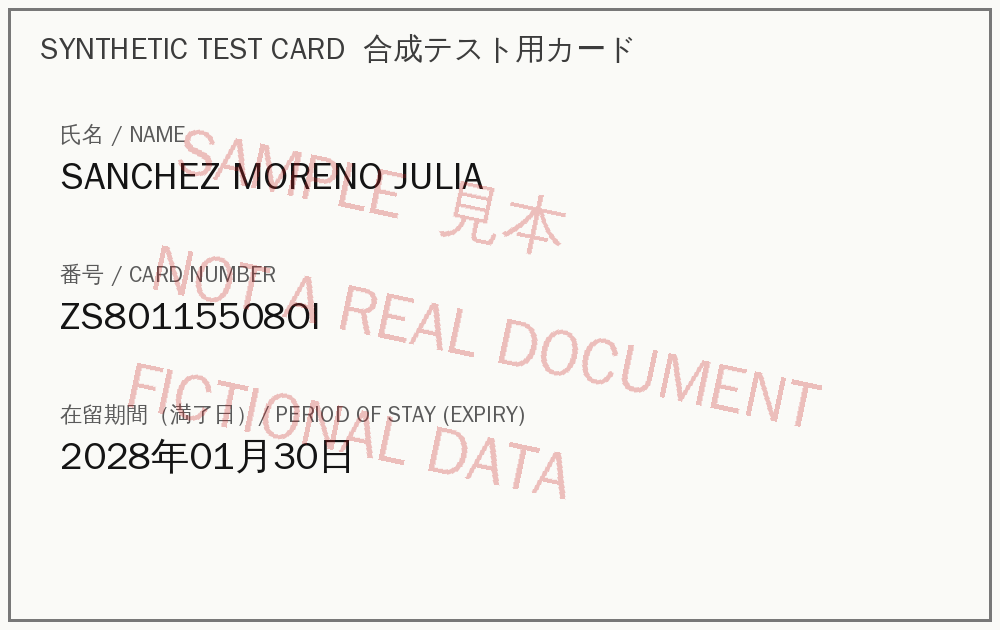 SYNTHETIC TEST CARD 合成テスト用カード
氏名 / NAME
SANCHEZ MORENO JULIA
SAMPLE 見本
番号 / CARD NUMBER
ZS80115508OI
NOT A REAL DOCUMENT
在留期間（満了日）/ PERIOD OF STAY (EXPIRY)
2028年01月30日
FICTIONAL DATA